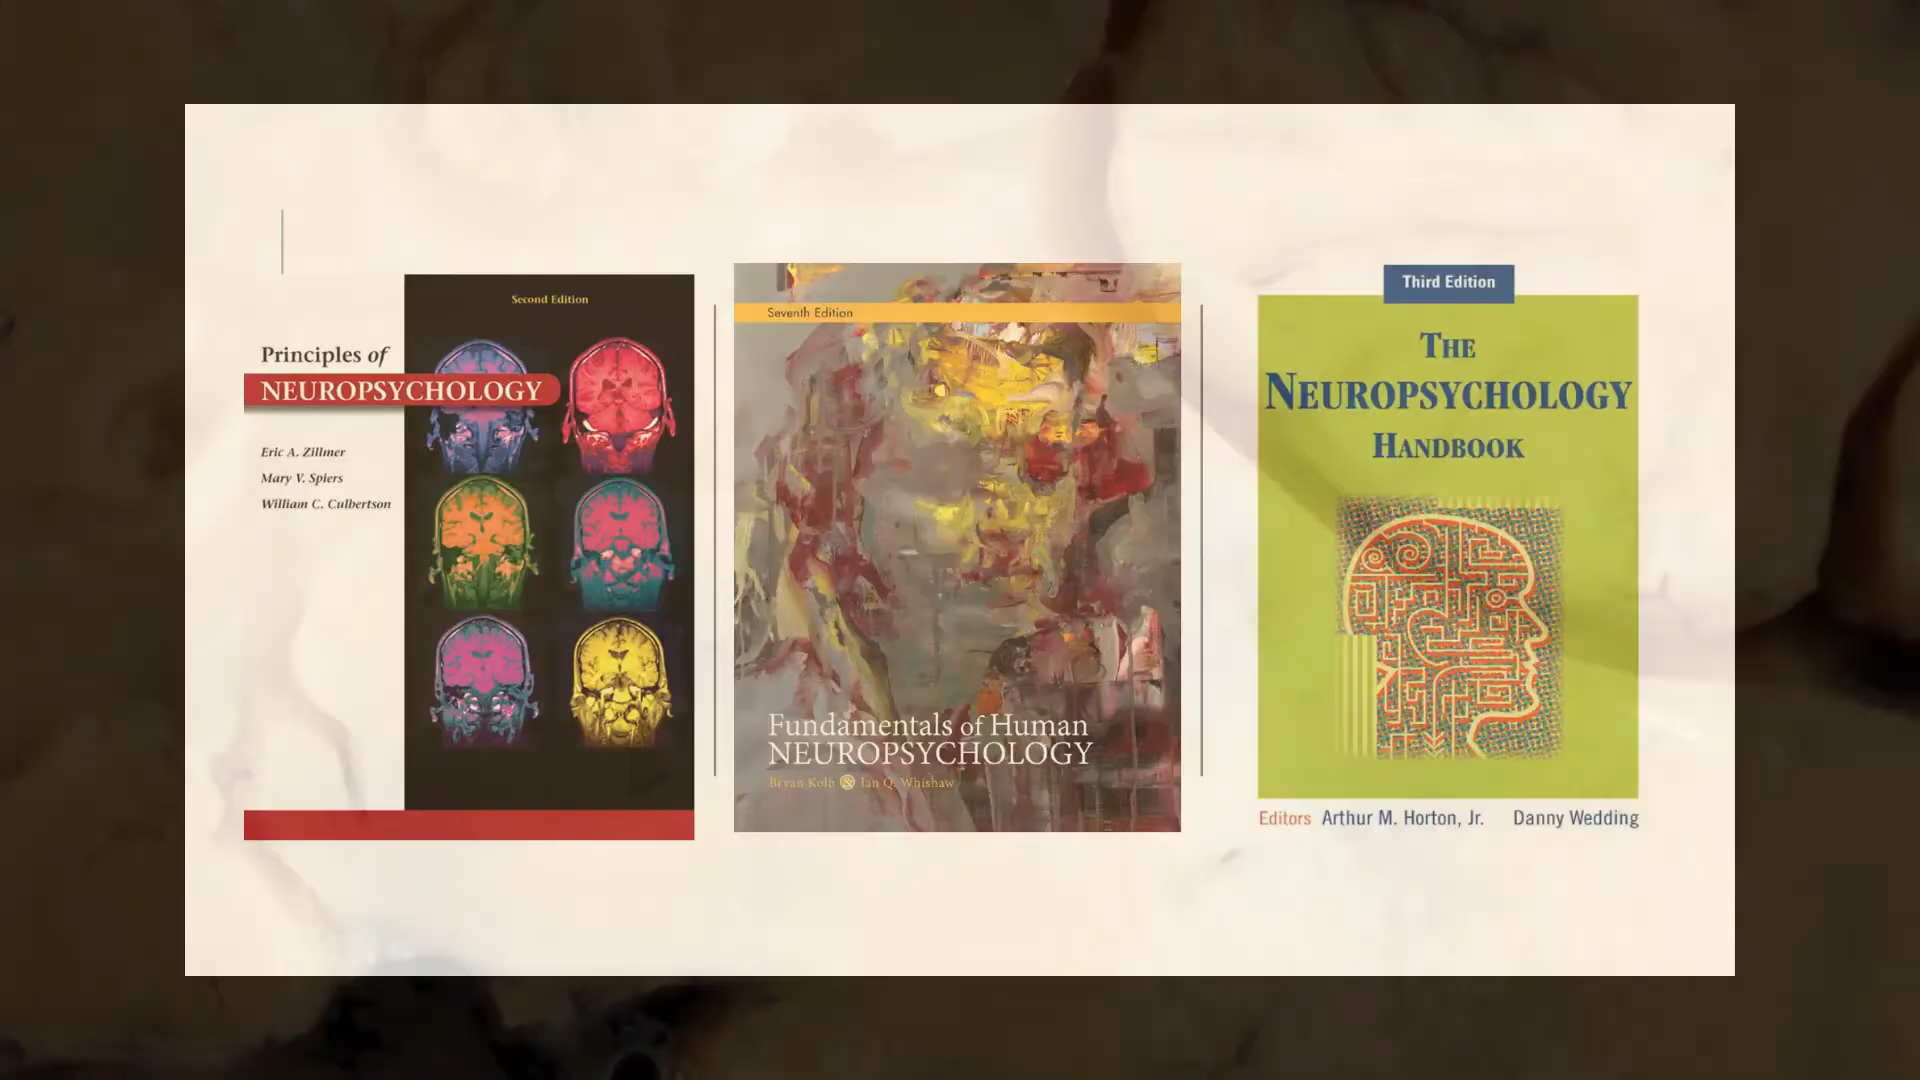 Second Edition
Principles of
NEUROPSYCHOLOGY
Eric A. Zillmer
Mary V. Spiers
William C. Culbertson
Seventh Edition
Fundamentals of Human
NEUROPSYCHOLOGY
Bryan Kolb & Ian Q. Whishaw
Third Edition
THE
NEUROPSYCHOLOGY
HANDBOOK
Editors Arthur M. Horton, Jr. Danny Wedding